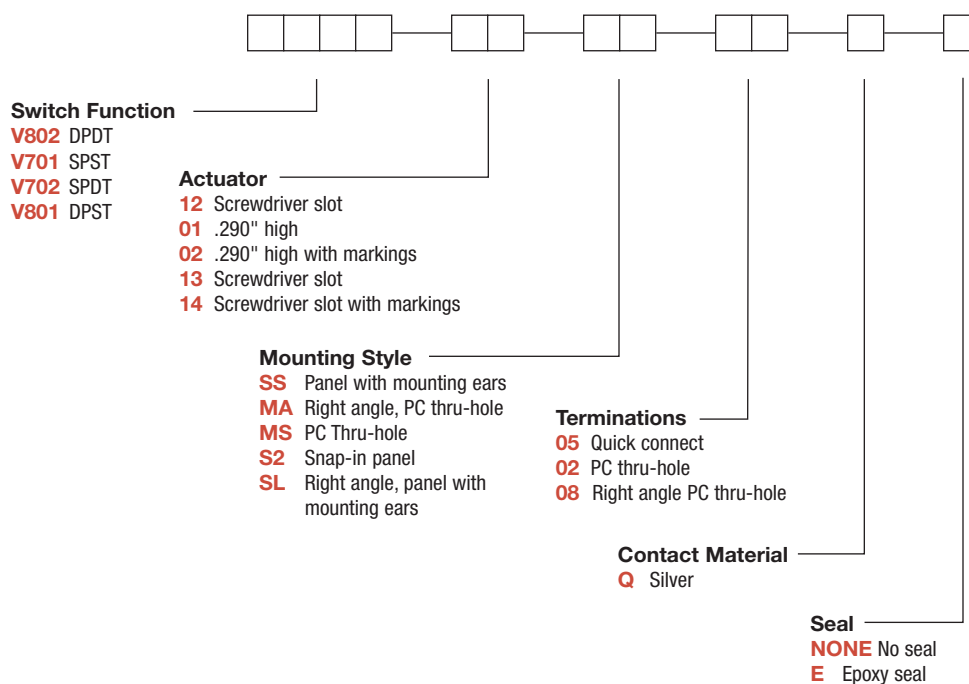 Switch Function
V802 DPDT
V701 SPST
V702 SPDT
V801 DPST
Actuator
12 Screwdriver slot
01 .290" high
02 .290" high with markings
13 Screwdriver slot
14 Screwdriver slot with markings
Mounting Style
SS Panel with mounting ears
MA Right angle, PC thru-hole
MS PC Thru-hole
S2 Snap-in panel
SL Right angle, panel with
mounting ears
Terminations
05 Quick connect
02 PC thru-hole
08 Right angle PC thru-hole
Contact Material
Q Silver
Seal
NONE No seal
E Epoxy seal